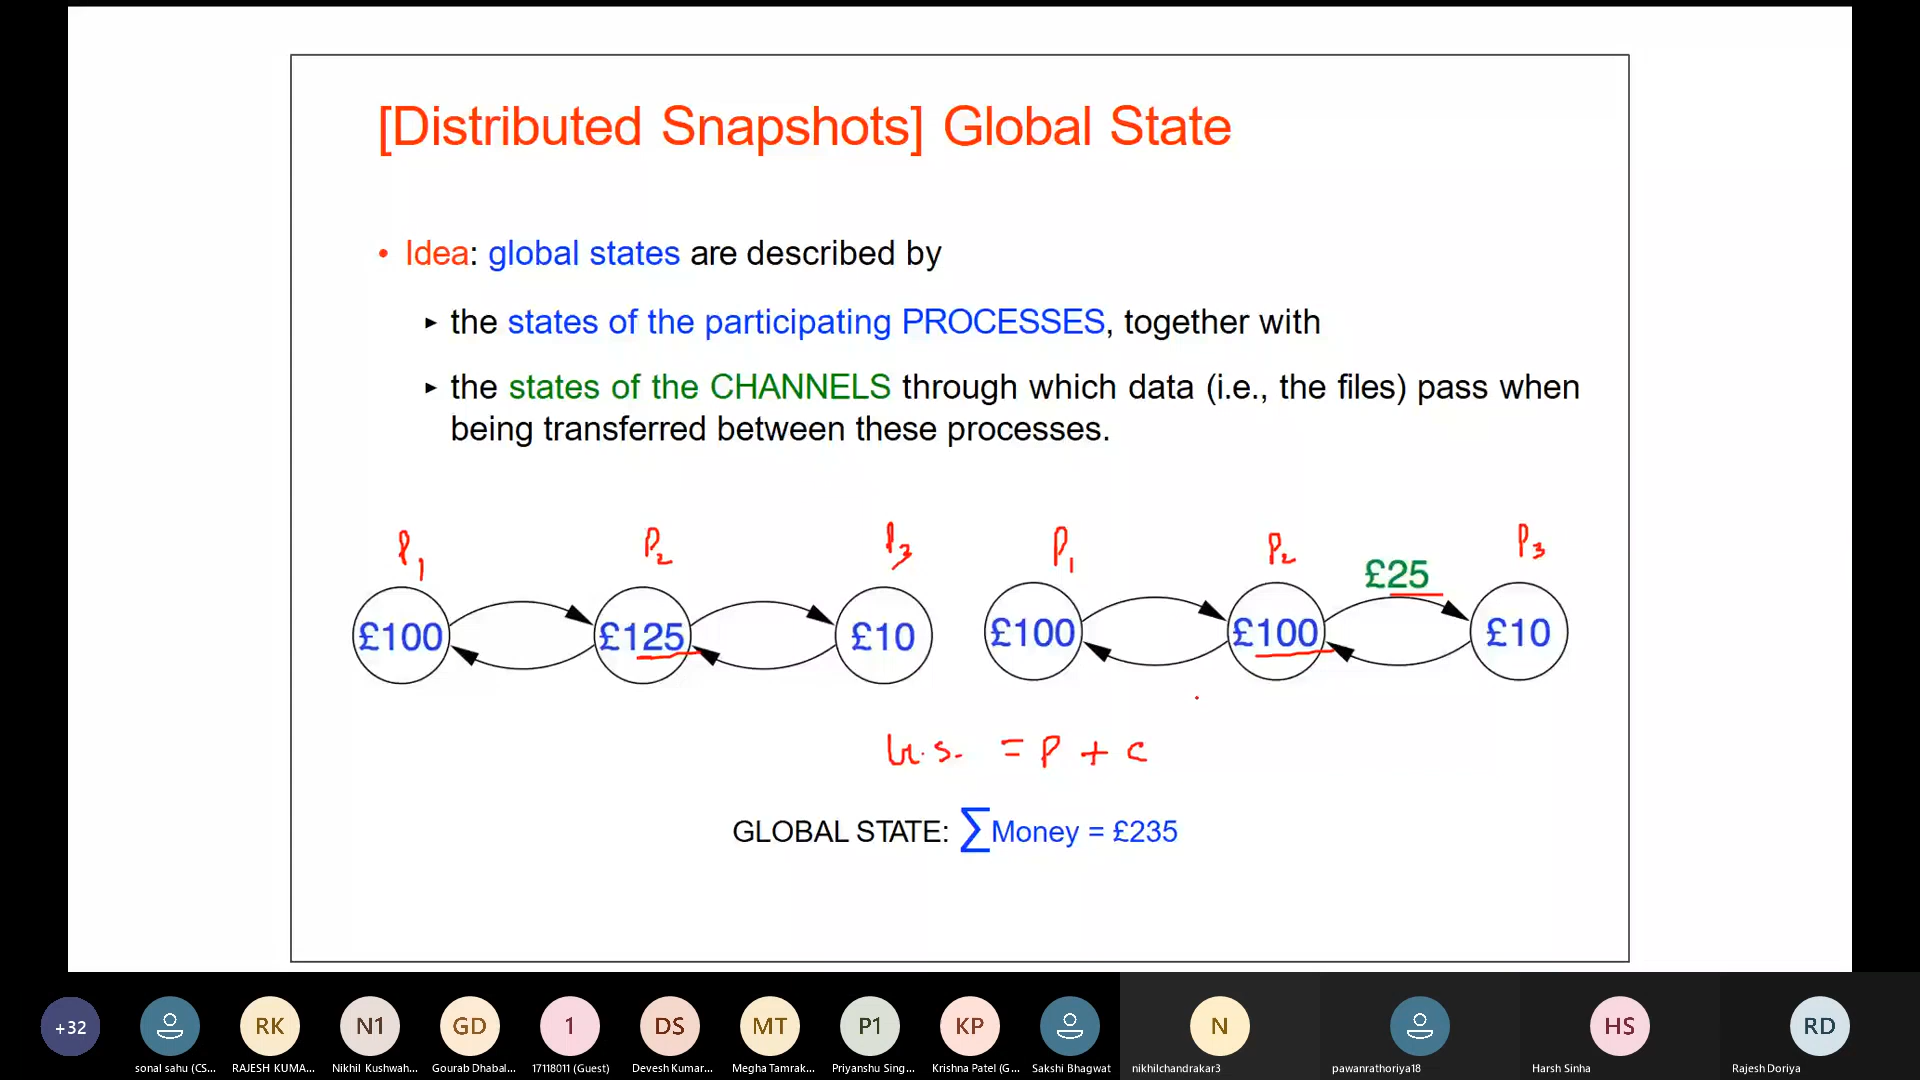 [Distributed Snapshots] Global State
• Idea: global states are described by
▸ the states of the participating PROCESSES, together with
▸ the states of the CHANNELS through which data (i.e., the files) pass when
being transferred between these processes.
P1 P2 P3 P1 P2 P3
£25
£100 £125 £10 £100 £100 £10
G.S. = P + C
GLOBAL STATE: ∑Money = £235
+32 RK N1 GD 1 DS MT P1 KP N HS RD
sonal sahu (CS... RAJESH KUMA... Nikhil Kushwah... Gourab Dhabal... 17118011 (Guest) Devesh Kumar... Megha Tamrak... Priyanshu Sing... Krishna Patel (G... Sakshi Bhagwat nikhilchandrakar3 pawanrathoriya18 Harsh Sinha Rajesh Doriya